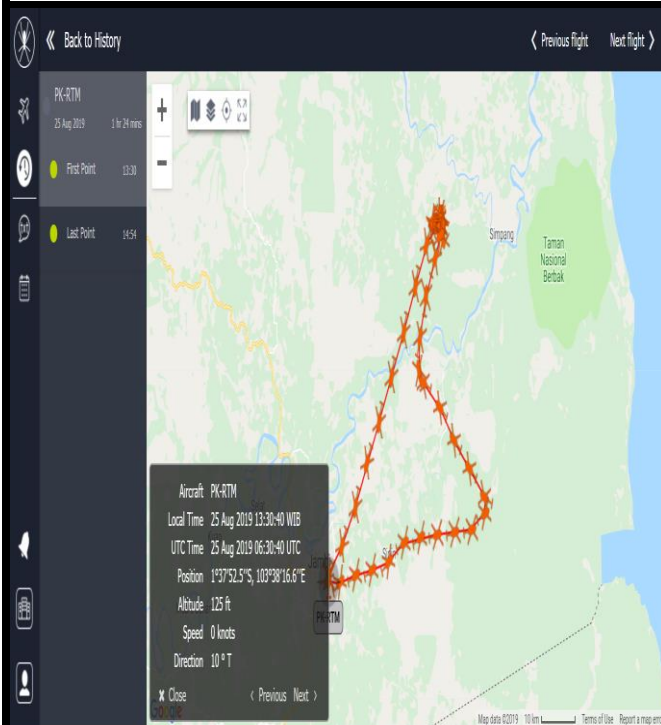 Back to History
Previous flight
Next flight
PK-RTM
25 Aug 2019
1 hr 24 mins
First Point
13:30
Last Point
14:54
Simpang
Taman
Nasional
Berbak
Aircraft PK-RTM
Local Time 25 Aug 2019 13:30:40 WIB
UTC Time 25 Aug 2019 06:30:40 UTC
Position 1°37'52.5"S, 103°38'16.6"E
Altitude 125 ft
Speed 0 knots
Direction 10 ° T
Close
Previous Next
PK-RTM
Google
Map data ©2019
10 km
Terms of Use
Report a map error